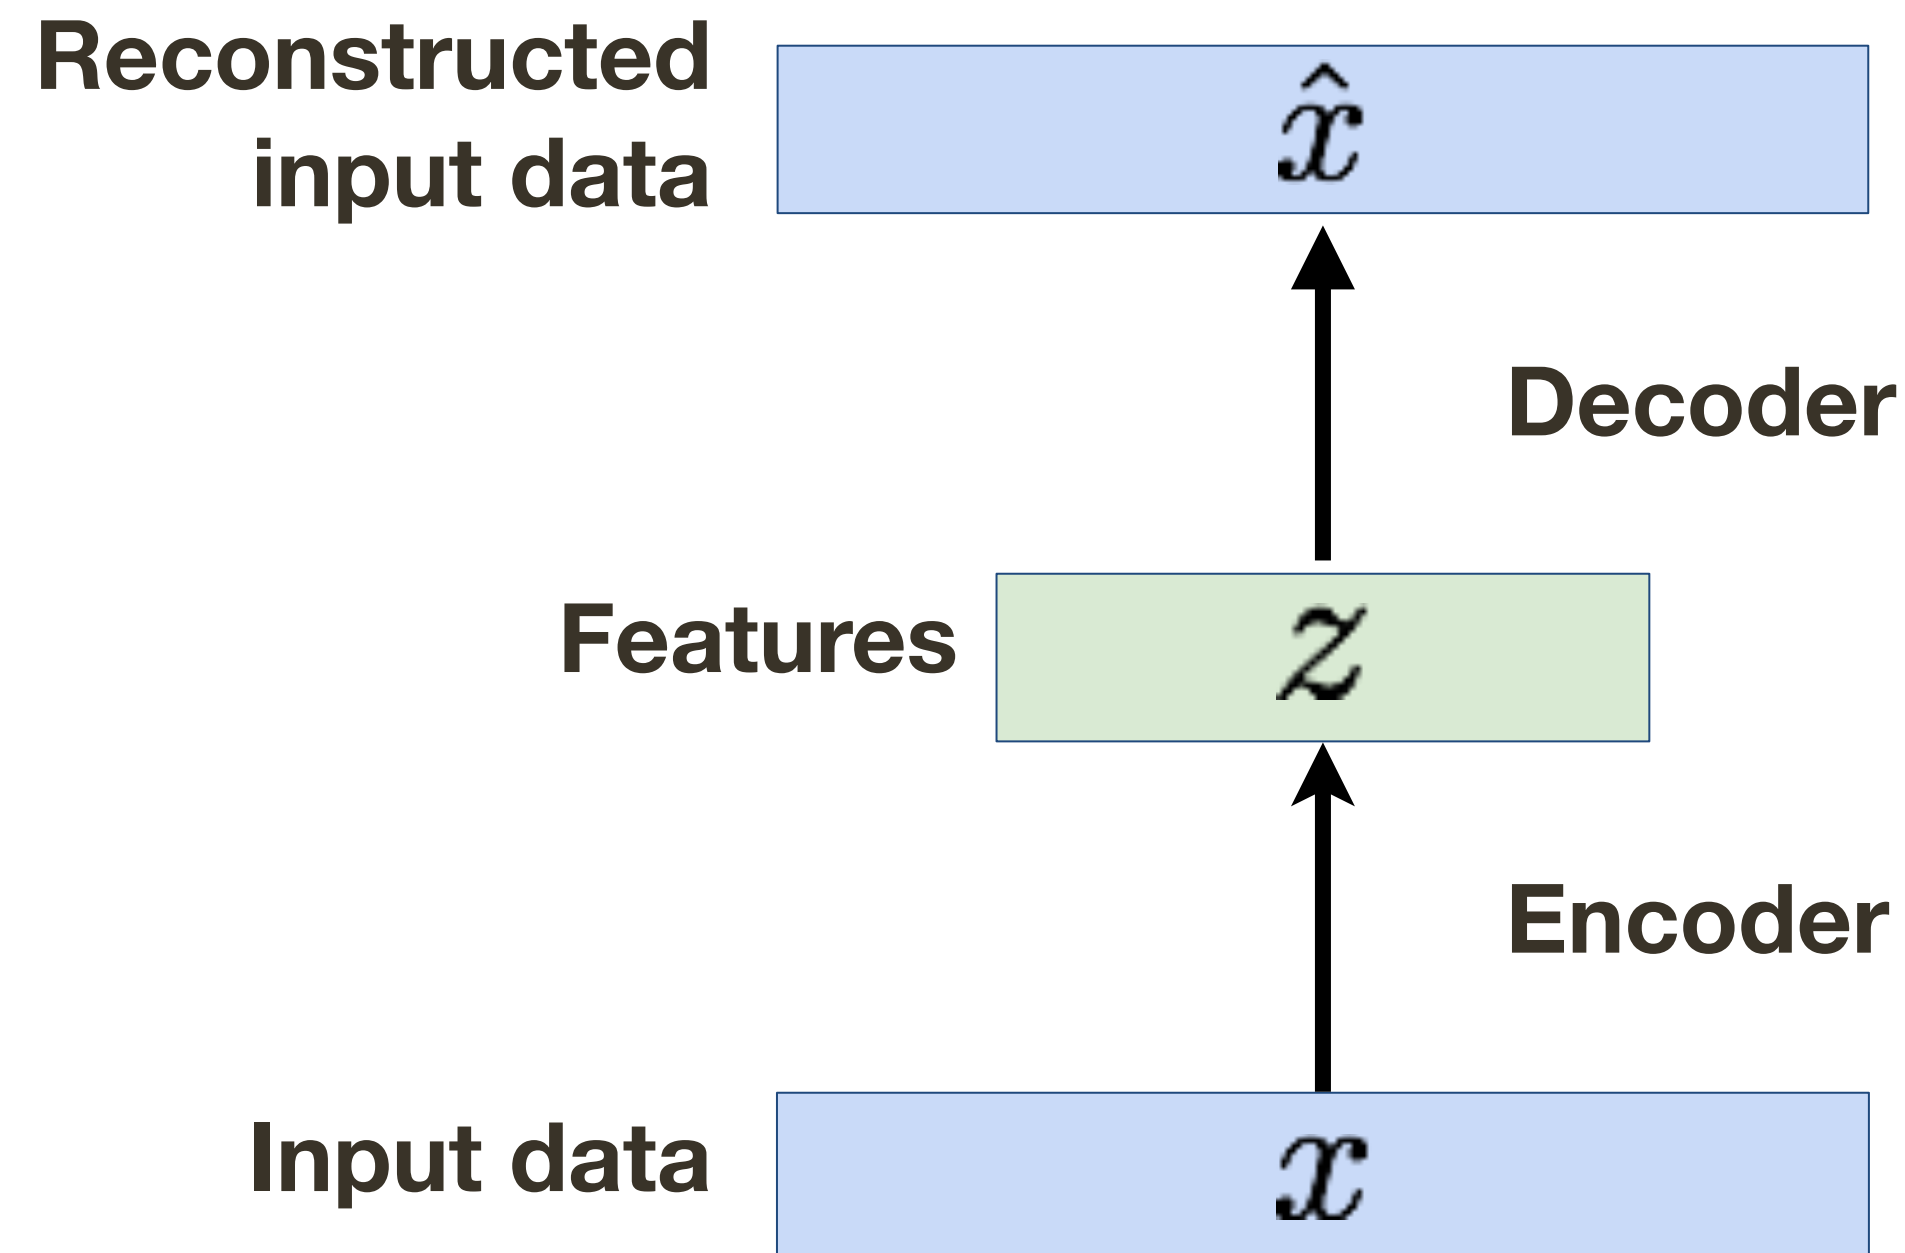 Reconstructed
input data
x̂
Decoder
Features
z
Encoder
Input data
x